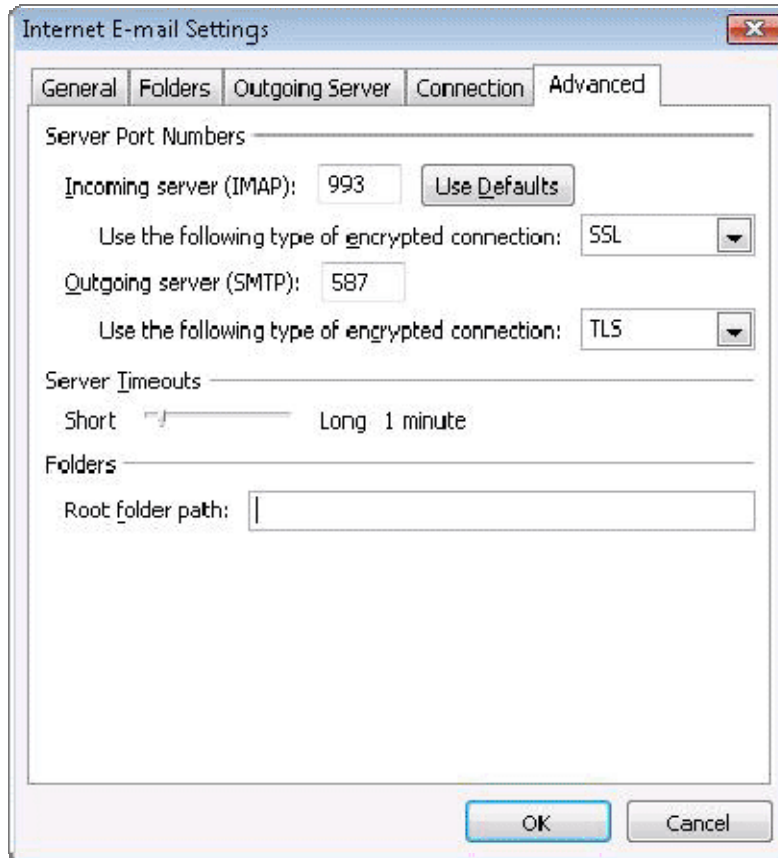 Internet E-mail Settings
General Folders Outgoing Server Connection Advanced
Server Port Numbers
Incoming server (IMAP): 993 Use Defaults
Use the following type of encrypted connection: SSL
Outgoing server (SMTP): 587
Use the following type of encrypted connection: TLS
Server Timeouts
Short Long 1 minute
Folders
Root folder path:
OK Cancel